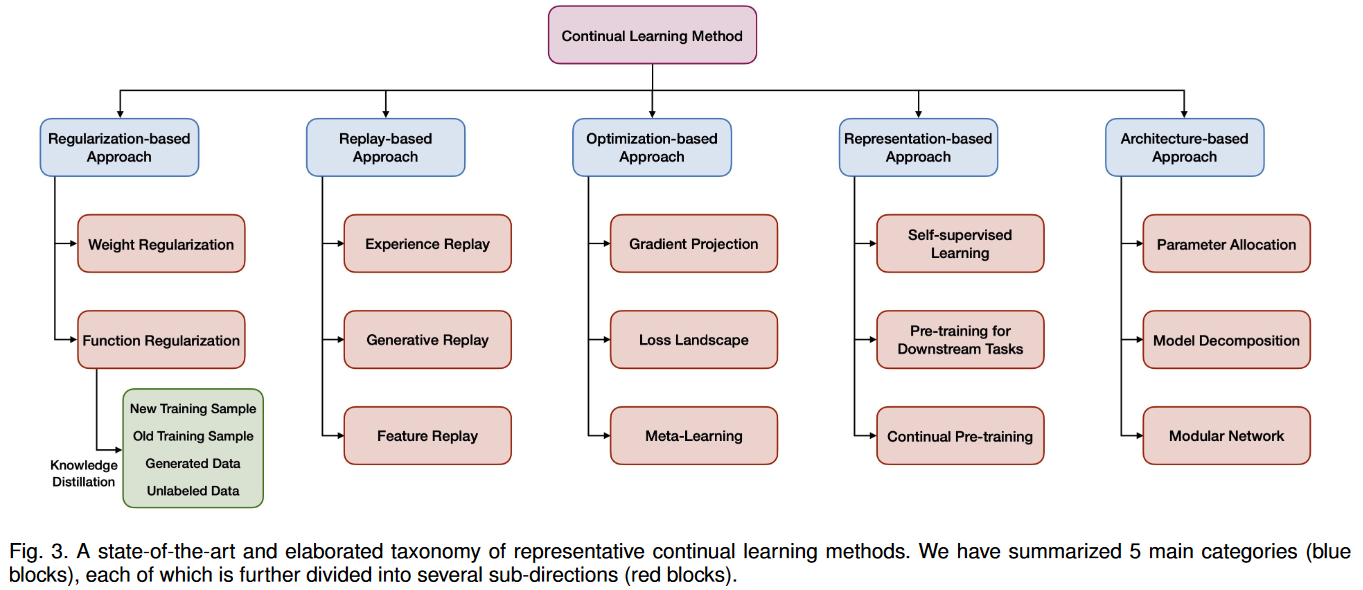 Continual Learning Method
Regularization-based
Approach
Replay-based
Approach
Optimization-based
Approach
Representation-based
Approach
Architecture-based
Approach
Weight Regularization
Function Regularization
Knowledge
Distillation
New Training Sample
Old Training Sample
Generated Data
Unlabeled Data
Experience Replay
Generative Replay
Feature Replay
Gradient Projection
Loss Landscape
Meta-Learning
Self-supervised
Learning
Pre-training for
Downstream Tasks
Continual Pre-training
Parameter Allocation
Model Decomposition
Modular Network
Fig. 3. A state-of-the-art and elaborated taxonomy of representative continual learning methods. We have summarized 5 main categories (blue
blocks), each of which is further divided into several sub-directions (red blocks).